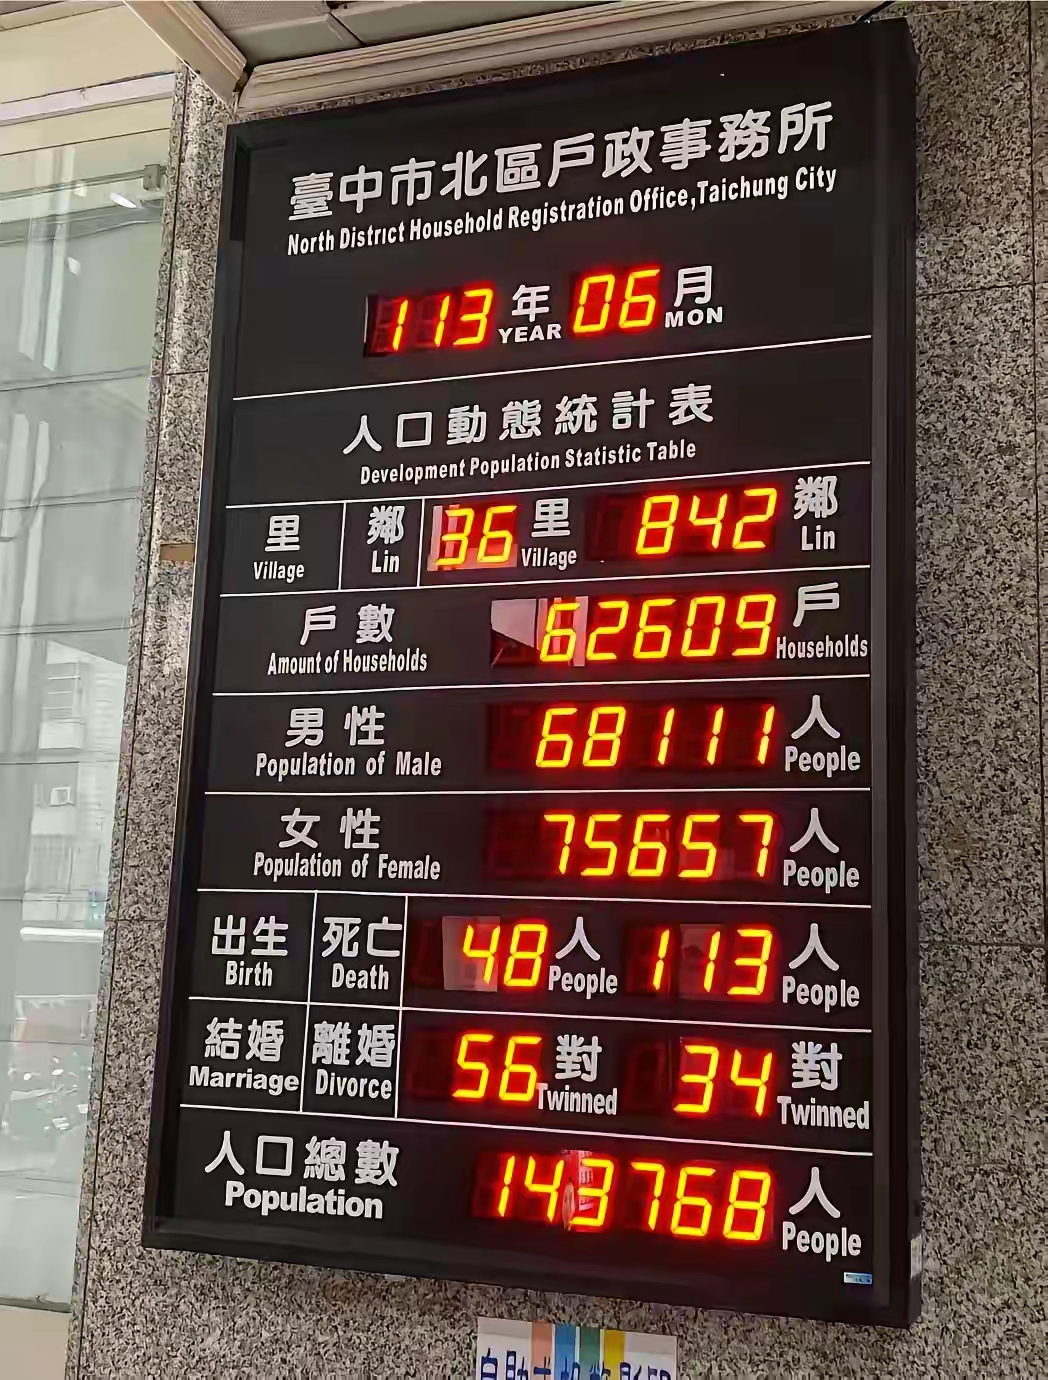 臺中市北區戶政事務所
North District Household Registration Office,Taichung City
113 年 YEAR 06 月 MON
人口動態統計表
Development Population Statistic Table
里 Village 鄰 Lin 36 里 Village 842 鄰 Lin
戶數 Amount of Households 62609 戶 Households
男性 Population of Male 68111 人 People
女性 Population of Female 75657 人 People
出生 Birth 死亡 Death 48 人 People 113 人 People
結婚 Marriage 離婚 Divorce 56 對 Twinned 34 對 Twinned
人口總數 Population 143768 人 People